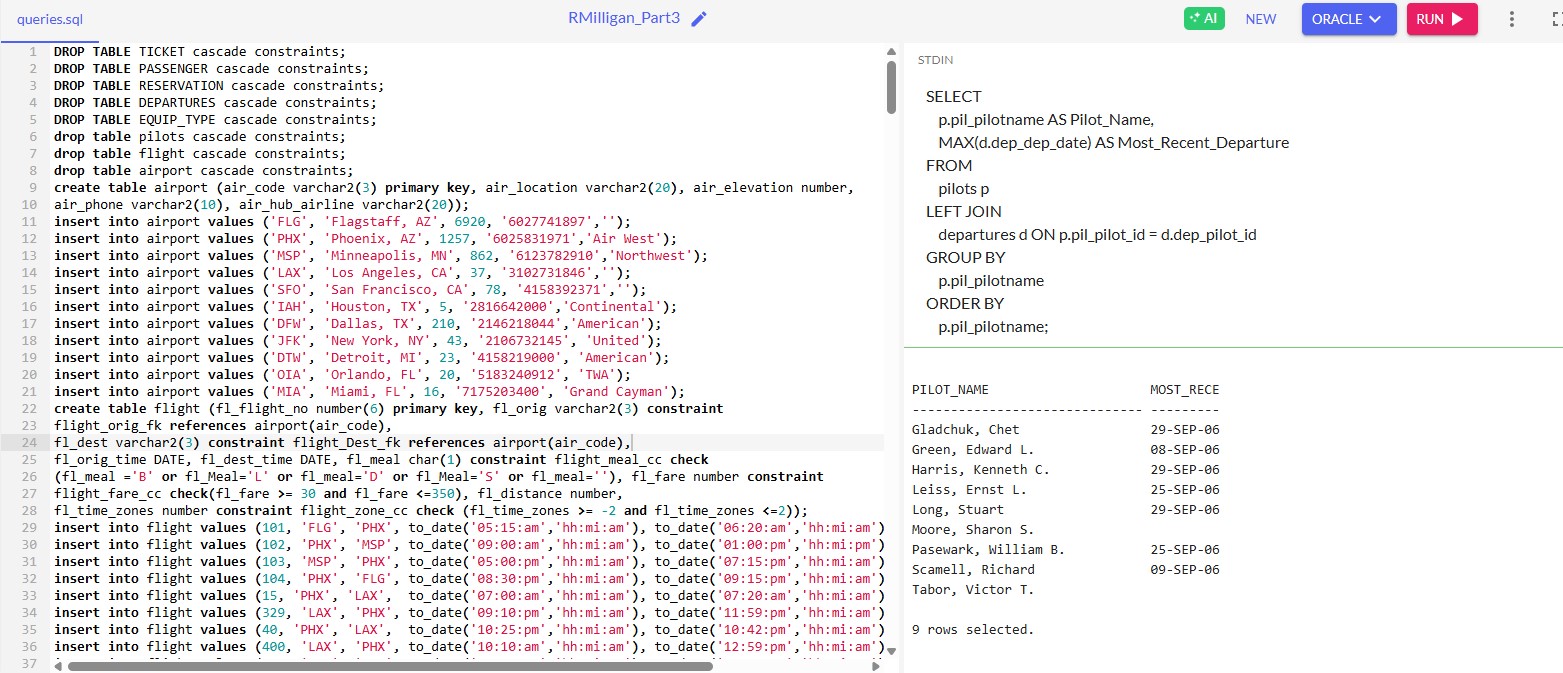 queries.sql
RMilligan_Part3
AI
NEW
ORACLE
RUN
1 DROP TABLE TICKET cascade constraints;
2 DROP TABLE PASSENGER cascade constraints;
3 DROP TABLE RESERVATION cascade constraints;
4 DROP TABLE DEPARTURES cascade constraints;
5 DROP TABLE EQUIP_TYPE cascade constraints;
6 drop table pilots cascade constraints;
7 drop table flight cascade constraints;
8 drop table airport cascade constraints;
9 create table airport (air_code varchar2(3) primary key, air_location varchar2(20), air_elevation number,
10 air_phone varchar2(10), air_hub_airline varchar2(20));
11 insert into airport values ('FLG', 'Flagstaff, AZ', 6920, '6027741897','');
12 insert into airport values ('PHX', 'Phoenix, AZ', 1257, '6025831971','Air West');
13 insert into airport values ('MSP', 'Minneapolis, MN', 862, '6123782910','Northwest');
14 insert into airport values ('LAX', 'Los Angeles, CA', 37, '3102731846','');
15 insert into airport values ('SFO', 'San Francisco, CA', 78, '4158392371','');
16 insert into airport values ('IAH', 'Houston, TX', 5, '2816642000','Continental');
17 insert into airport values ('DFW', 'Dallas, TX', 210, '2146218044','American');
18 insert into airport values ('JFK', 'New York, NY', 43, '2106732145', 'United');
19 insert into airport values ('DTW', 'Detroit, MI', 23, '4158219000', 'American');
20 insert into airport values ('OIA', 'Orlando, FL', 20, '5183240912', 'TWA');
21 insert into airport values ('MIA', 'Miami, FL', 16, '7175203400', 'Grand Cayman');
22 create table flight (fl_flight_no number(6) primary key, fl_orig varchar2(3) constraint
23 flight_orig_fk references airport(air_code),
24 fl_dest varchar2(3) constraint flight_Dest_fk references airport(air_code),
25 fl_orig_time DATE, fl_dest_time DATE, fl_meal char(1) constraint flight_meal_cc check
26 (fl_meal ='B' or fl_Meal='L' or fl_meal='D' or fl_Meal='S' or fl_meal=''), fl_fare number constraint
27 flight_fare_cc check(fl_fare >= 30 and fl_fare <=350), fl_distance number,
28 fl_time_zones number constraint flight_zone_cc check (fl_time_zones >= -2 and fl_time_zones <=2));
29 insert into flight values (101, 'FLG', 'PHX', to_date('05:15:am','hh:mi:am'), to_date('06:20:am','hh:mi:am')
30 insert into flight values (102, 'PHX', 'MSP', to_date('09:00:am','hh:mi:am'), to_date('01:00:pm','hh:mi:pm')
31 insert into flight values (103, 'MSP', 'PHX', to_date('05:00:pm','hh:mi:am'), to_date('07:15:pm','hh:mi:am')
32 insert into flight values (104, 'PHX', 'FLG', to_date('08:30:pm','hh:mi:am'), to_date('09:15:pm','hh:mi:am')
33 insert into flight values (15, 'PHX', 'LAX', to_date('07:00:am','hh:mi:am'), to_date('07:20:am','hh:mi:am')
34 insert into flight values (329, 'LAX', 'PHX', to_date('09:10:pm','hh:mi:am'), to_date('11:59:pm','hh:mi:am')
35 insert into flight values (40, 'PHX', 'LAX', to_date('10:25:pm','hh:mi:am'), to_date('10:42:pm','hh:mi:am')
36 insert into flight values (400, 'LAX', 'PHX', to_date('10:10:am','hh:mi:am'), to_date('12:59:pm','hh:mi:am')
37
STDIN
SELECT
p.pil_pilotname AS Pilot_Name,
MAX(d.dep_dep_date) AS Most_Recent_Departure
FROM
pilots p
LEFT JOIN
departures d ON p.pil_pilot_id = d.dep_pilot_id
GROUP BY
p.pil_pilotname
ORDER BY
p.pil_pilotname;
PILOT_NAME MOST_RECE
------------------------------ ---------
Gladchuk, Chet 29-SEP-06
Green, Edward L. 08-SEP-06
Harris, Kenneth C. 29-SEP-06
Leiss, Ernst L. 25-SEP-06
Long, Stuart 29-SEP-06
Moore, Sharon S.
Pasewark, William B. 25-SEP-06
Scamell, Richard 09-SEP-06
Tabor, Victor T.
9 rows selected.